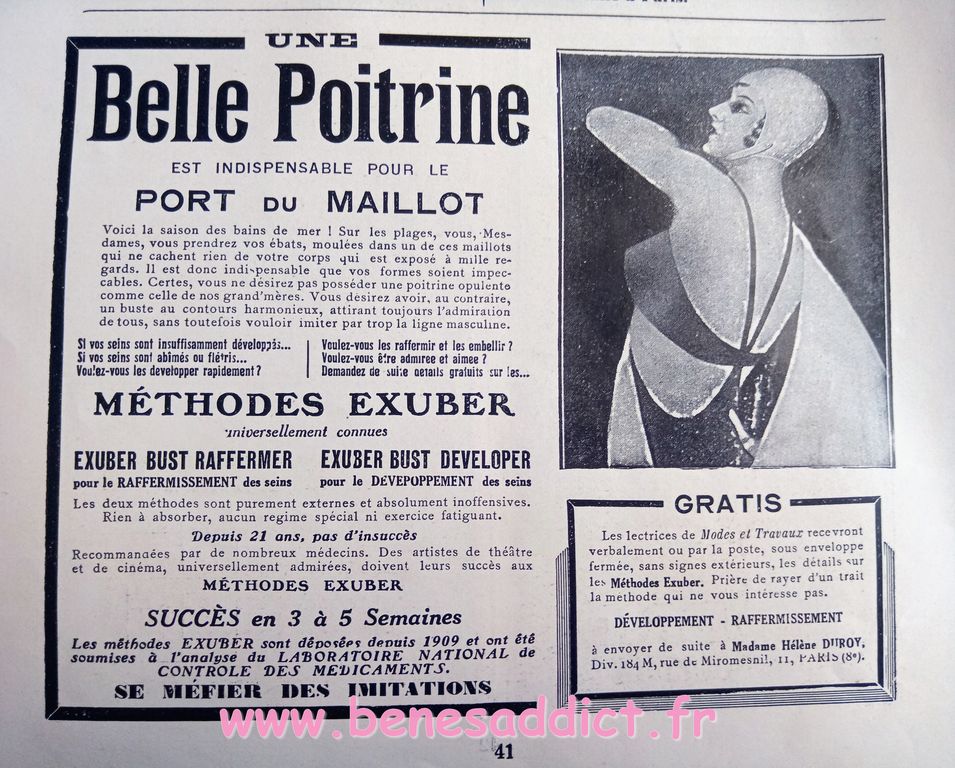 UNE
Belle Poitrine
EST INDISPENSABLE POUR LE
PORT DU MAILLOT
Voici la saison des bains de mer ! Sur les plages, vous, Mes-
dames, vous prendrez vos ébats, moulées dans un de ces maillots
qui ne cachent rien de votre corps qui est exposé à mille re-
gards. Il est donc indispensable que vos formes soient impec-
cables. Certes, vous ne désirez pas posséder une poitrine opulente
comme celle de nos grand'mères. Vous désirez avoir, au contraire,
un buste au contours harmonieux, attirant toujours l'admiration
de tous, sans toutefois vouloir imiter par trop la ligne masculine.
Si vos seins sont insuffisamment développés...
Si vos seins sont abîmés ou flétris...
Voulez-vous les developper rapidement ?
Voulez-vous les raffermir et les embellir ?
Voulez-vous être admiree et aimee ?
Demandez de suite details gratuits sur les...
MÉTHODES EXUBER
universellement connues
EXUBER BUST RAFFERMER
pour le RAFFERMISSEMENT des seins
EXUBER BUST DEVELOPER
pour le DÉVEPOPPEMENT des seins
Les deux méthodes sont purement externes et absolument inoffensives.
Rien à absorber, aucun regime spécial ni exercice fatiguant.
Depuis 21 ans, pas d'insuccès
Recommandées par de nombreux médecins. Des artistes de théâtre
et de cinéma, universellement admirées, doivent leurs succès aux
MÉTHODES EXUBER
SUCCÈS en 3 à 5 Semaines
Les méthodes EXUBER sont déposées depuis 1909 et ont été
soumises à l'analyse du LABORATOIRE NATIONAL de
CONTROLE DES MEDICAMENTS.
SE MÉFIER DES IMITATIONS
GRATIS
Les lectrices de Modes et Travaux recevront
verbalement ou par la poste, sous enveloppe
fermée, sans signes extérieurs, les détails sur
les Méthodes Exuber. Prière de rayer d'un trait
la methode qui ne vous intéresse pas.
DÉVELOPPEMENT - RAFFERMISSEMENT
à envoyer de suite à Madame Hélène DUROY,
Div. 184 M, rue de Miromesnil, 11, PARIS (8e).
www.benesaddict.fr
41